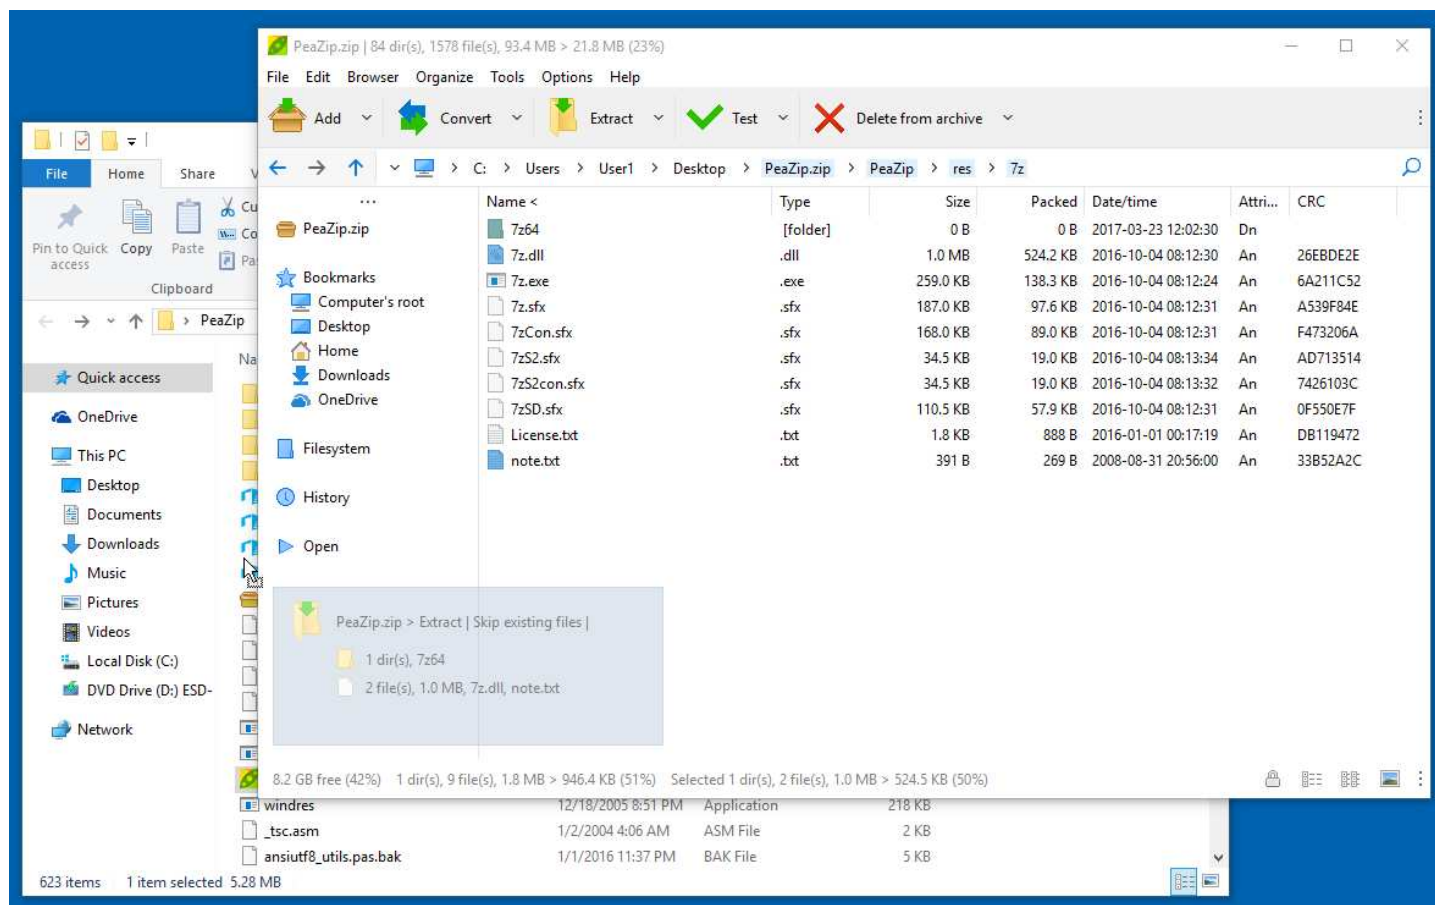 PeaZip.zip | 84 dir(s), 1578 file(s), 93.4 MB > 21.8 MB (23%)
File Edit Browser Organize Tools Options Help
Add Convert Extract Test Delete from archive
C: > Users > User1 > Desktop > PeaZip.zip > PeaZip > res > 7z
...
PeaZip.zip
Bookmarks
Computer's root
Desktop
Home
Downloads
OneDrive
Filesystem
History
Open
Name < Type Size Packed Date/time Attri... CRC
7z64 [folder] 0 B 0 B 2017-03-23 12:02:30 Dn
7z.dll .dll 1.0 MB 524.2 KB 2016-10-04 08:12:30 An 26EBDE2E
7z.exe .exe 259.0 KB 138.3 KB 2016-10-04 08:12:24 An 6A211C52
7z.sfx .sfx 187.0 KB 97.6 KB 2016-10-04 08:12:31 An A539F84E
7zCon.sfx .sfx 168.0 KB 89.0 KB 2016-10-04 08:12:31 An F473206A
7zS2.sfx .sfx 34.5 KB 19.0 KB 2016-10-04 08:13:34 An AD713514
7zS2con.sfx .sfx 34.5 KB 19.0 KB 2016-10-04 08:13:32 An 7426103C
7zSD.sfx .sfx 110.5 KB 57.9 KB 2016-10-04 08:12:31 An 0F550E7F
License.txt .txt 1.8 KB 888 B 2016-01-01 00:17:19 An DB119472
note.txt .txt 391 B 269 B 2008-08-31 20:56:00 An 33B52A2C
PeaZip.zip > Extract | Skip existing files |
1 dir(s), 7z64
2 file(s), 1.0 MB, 7z.dll, note.txt
8.2 GB free (42%) 1 dir(s), 9 file(s), 1.8 MB > 946.4 KB (51%) Selected 1 dir(s), 2 file(s), 1.0 MB > 524.5 KB (50%)
File Home Share V
Pin to Quick access
Copy
Paste
Cu
Co
Pa
Clipboard
> PeaZip
Na
Quick access
OneDrive
This PC
Desktop
Documents
Downloads
Music
Pictures
Videos
Local Disk (C:)
DVD Drive (D:) ESD-
Network
windres 12/18/2005 8:51 PM Application 218 KB
_tsc.asm 1/2/2004 4:06 AM ASM File 2 KB
ansiutf8_utils.pas.bak 1/1/2016 11:37 PM BAK File 5 KB
623 items 1 item selected 5.28 MB